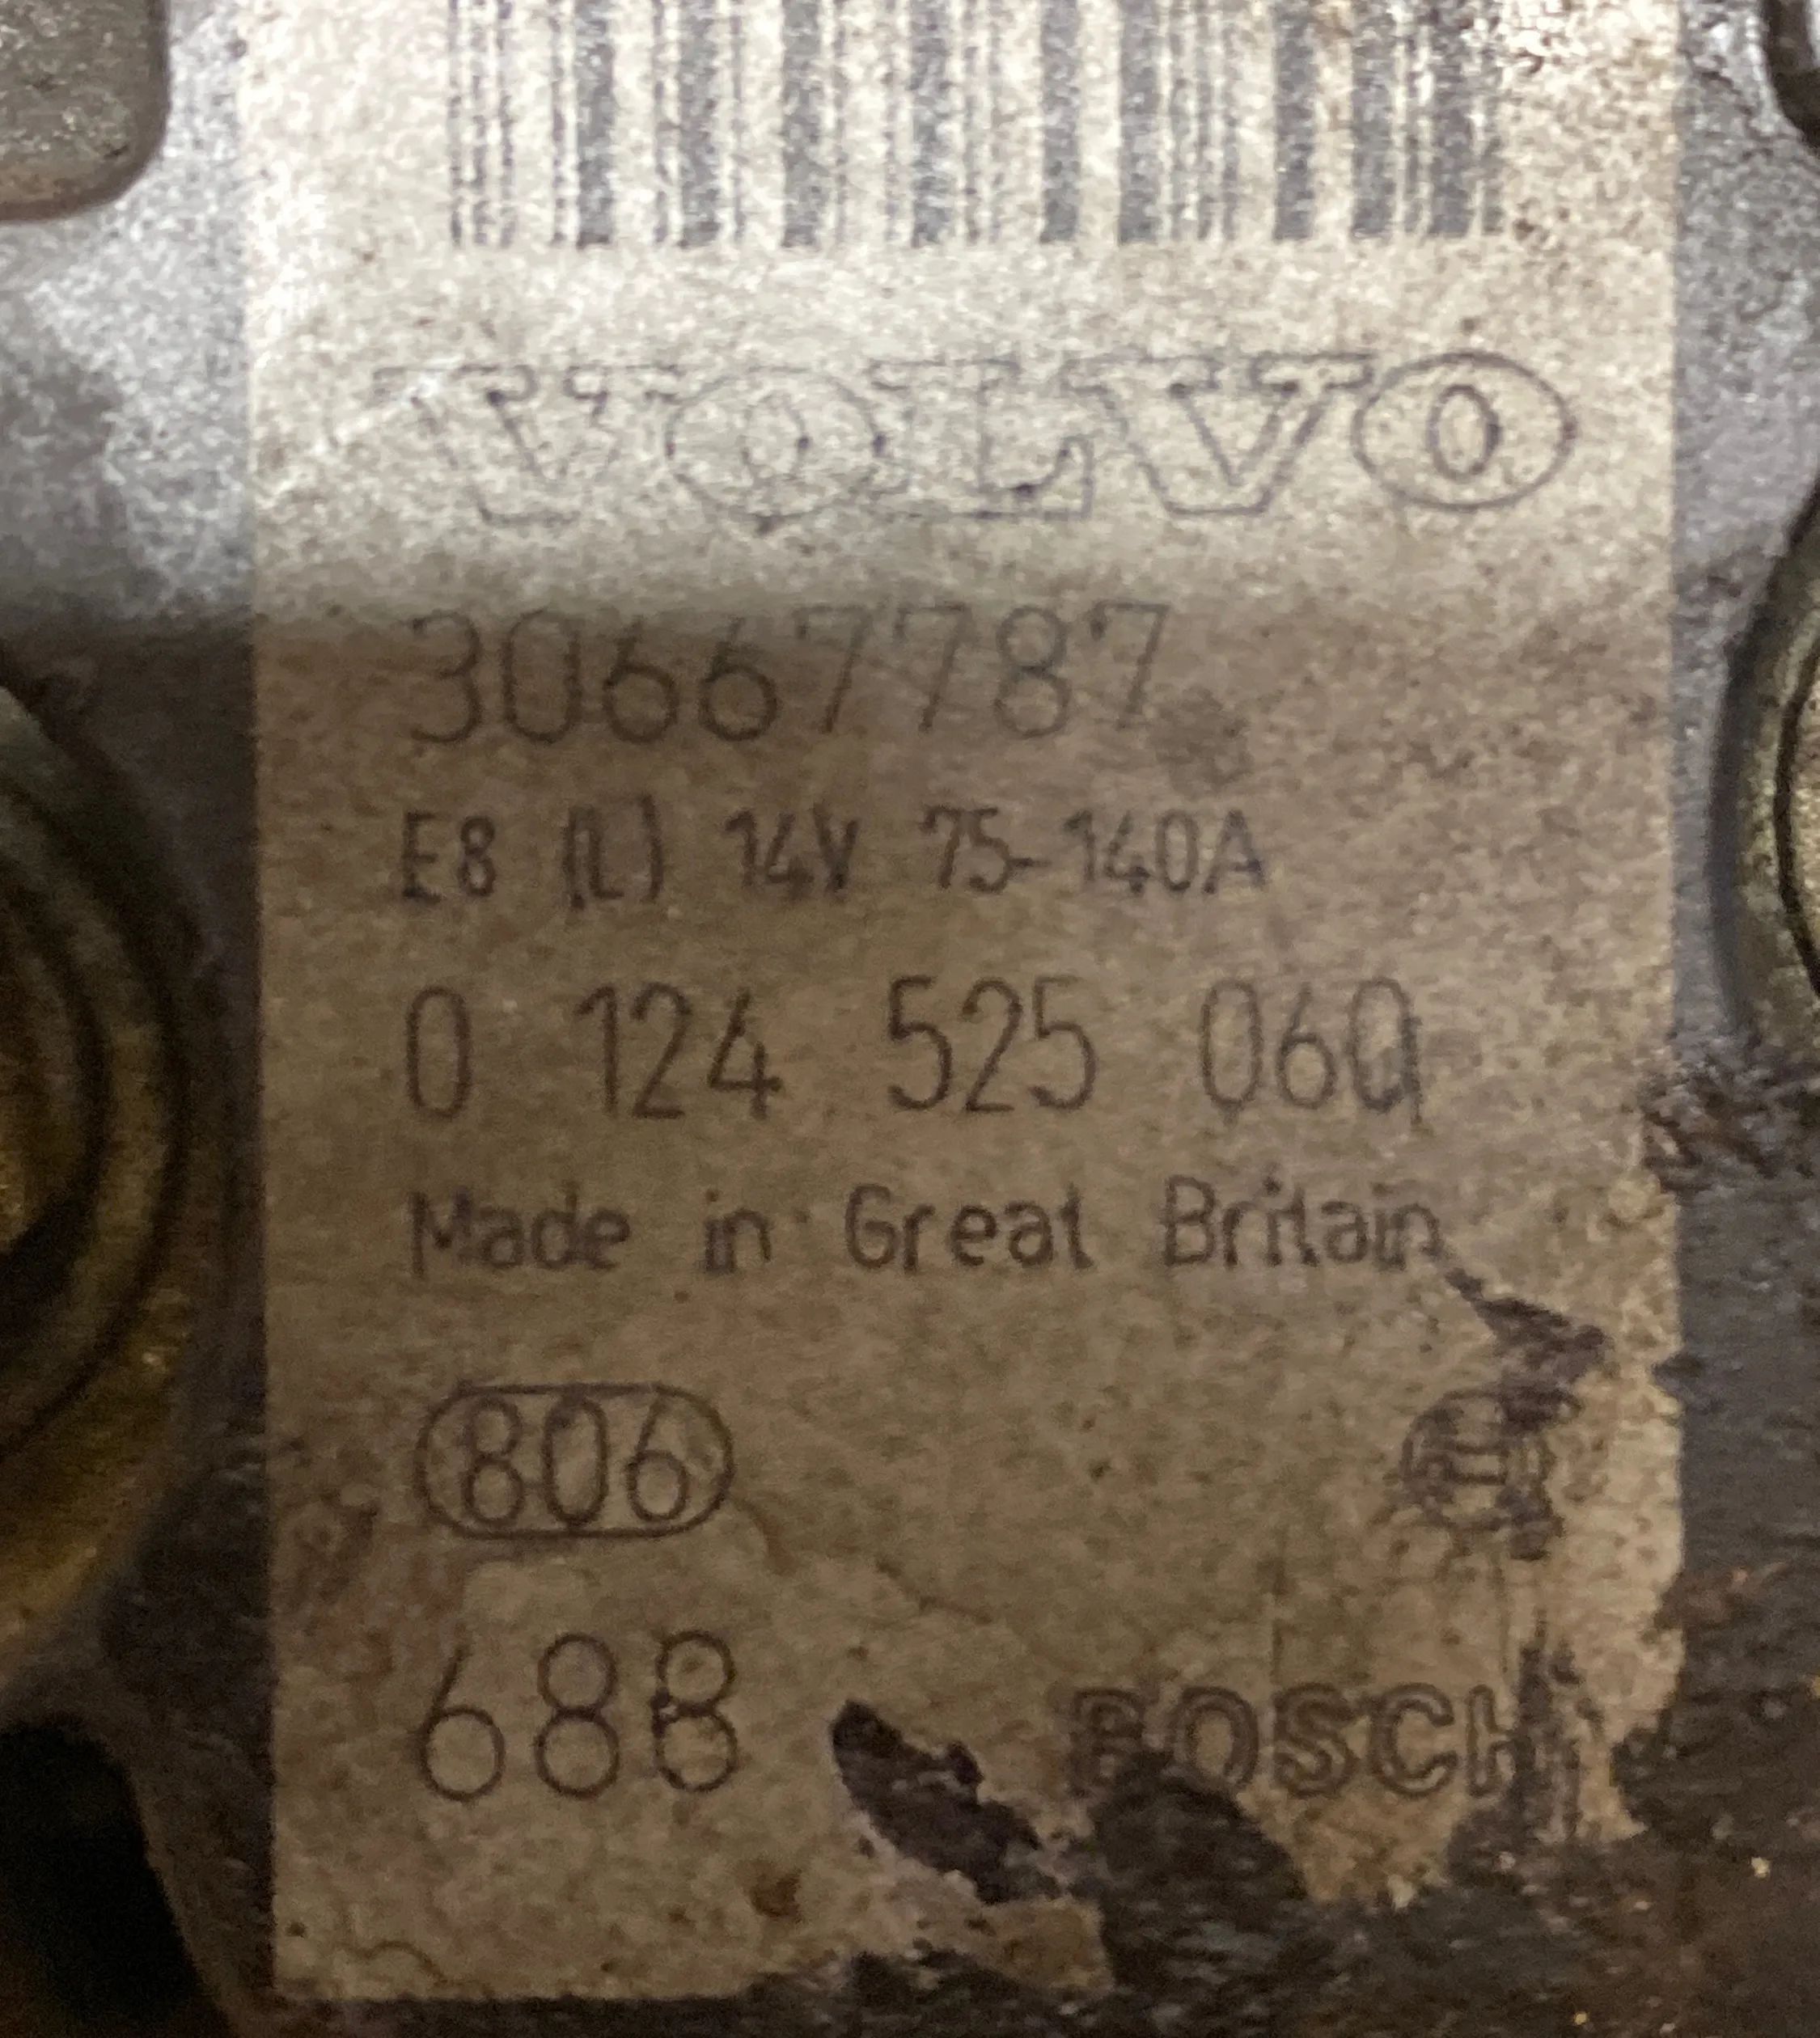 VOLVO
30667787
E8 (L) 14V 75-140A
0 124 525 060
Made in Great Britain
806
688 BOSCH